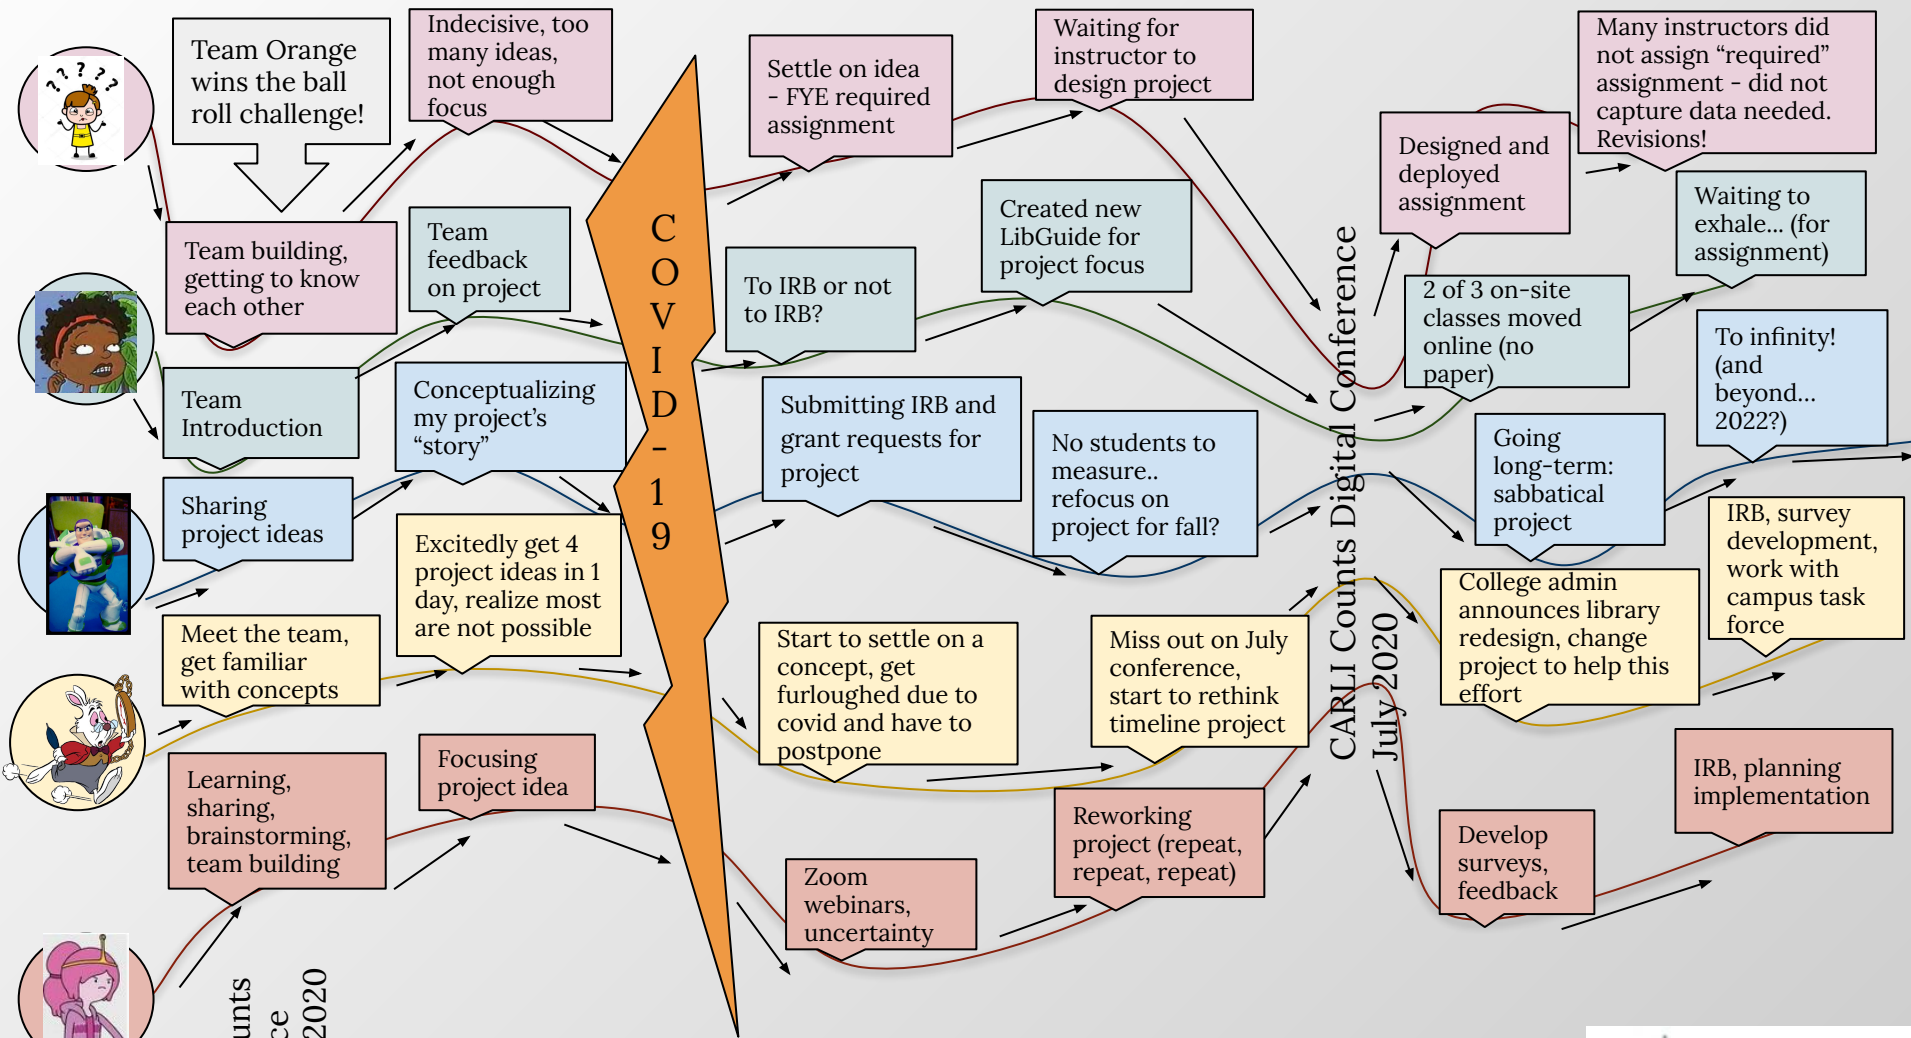 Team Orange
wins the ball
roll challenge!
Indecisive, too
many ideas,
not enough
focus
Settle on idea
- FYE required
assignment
Waiting for
instructor to
design project
Many instructors did
not assign “required”
assignment - did not
capture data needed.
Revisions!
Designed and
deployed
assignment
? ? ? ? ?
Team building,
getting to know
each other
Team
feedback
on project
To IRB or not
to IRB?
Created new
LibGuide for
project focus
Waiting to
exhale... (for
assignment)
2 of 3 on-site
classes moved
online (no
paper)
Team
Introduction
Conceptualizing
my project’s
“story”
Submitting IRB and
grant requests for
project
No students to
measure..
refocus on
project for fall?
Going
long-term:
sabbatical
project
To infinity!
(and
beyond...
2022?)
Sharing
project ideas
Excitedly get 4
project ideas in 1
day, realize most
are not possible
Meet the team,
get familiar
with concepts
Start to settle on a
concept, get
furloughed due to
covid and have to
postpone
Miss out on July
conference,
start to rethink
timeline project
College admin
announces library
redesign, change
project to help this
effort
IRB, survey
development,
work with
campus task
force
Learning,
sharing,
brainstorming,
team building
Focusing
project idea
Zoom
webinars,
uncertainty
Reworking
project (repeat,
repeat, repeat)
Develop
surveys,
feedback
IRB, planning
implementation
COVID-19
CARLI Counts Digital Conference
July 2020
unts
ce
2020